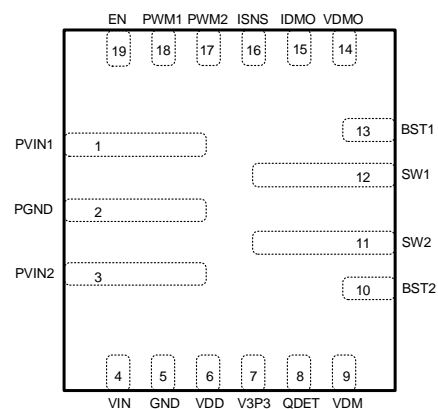 EN PWM1 PWM2 ISNS IDMO VDMO
19 18 17 16 15 14
13 BST1
PVIN1 1
12 SW1
PGND 2
11 SW2
PVIN2 3
10 BST2
4 5 6 7 8 9
VIN GND VDD V3P3 QDET VDM